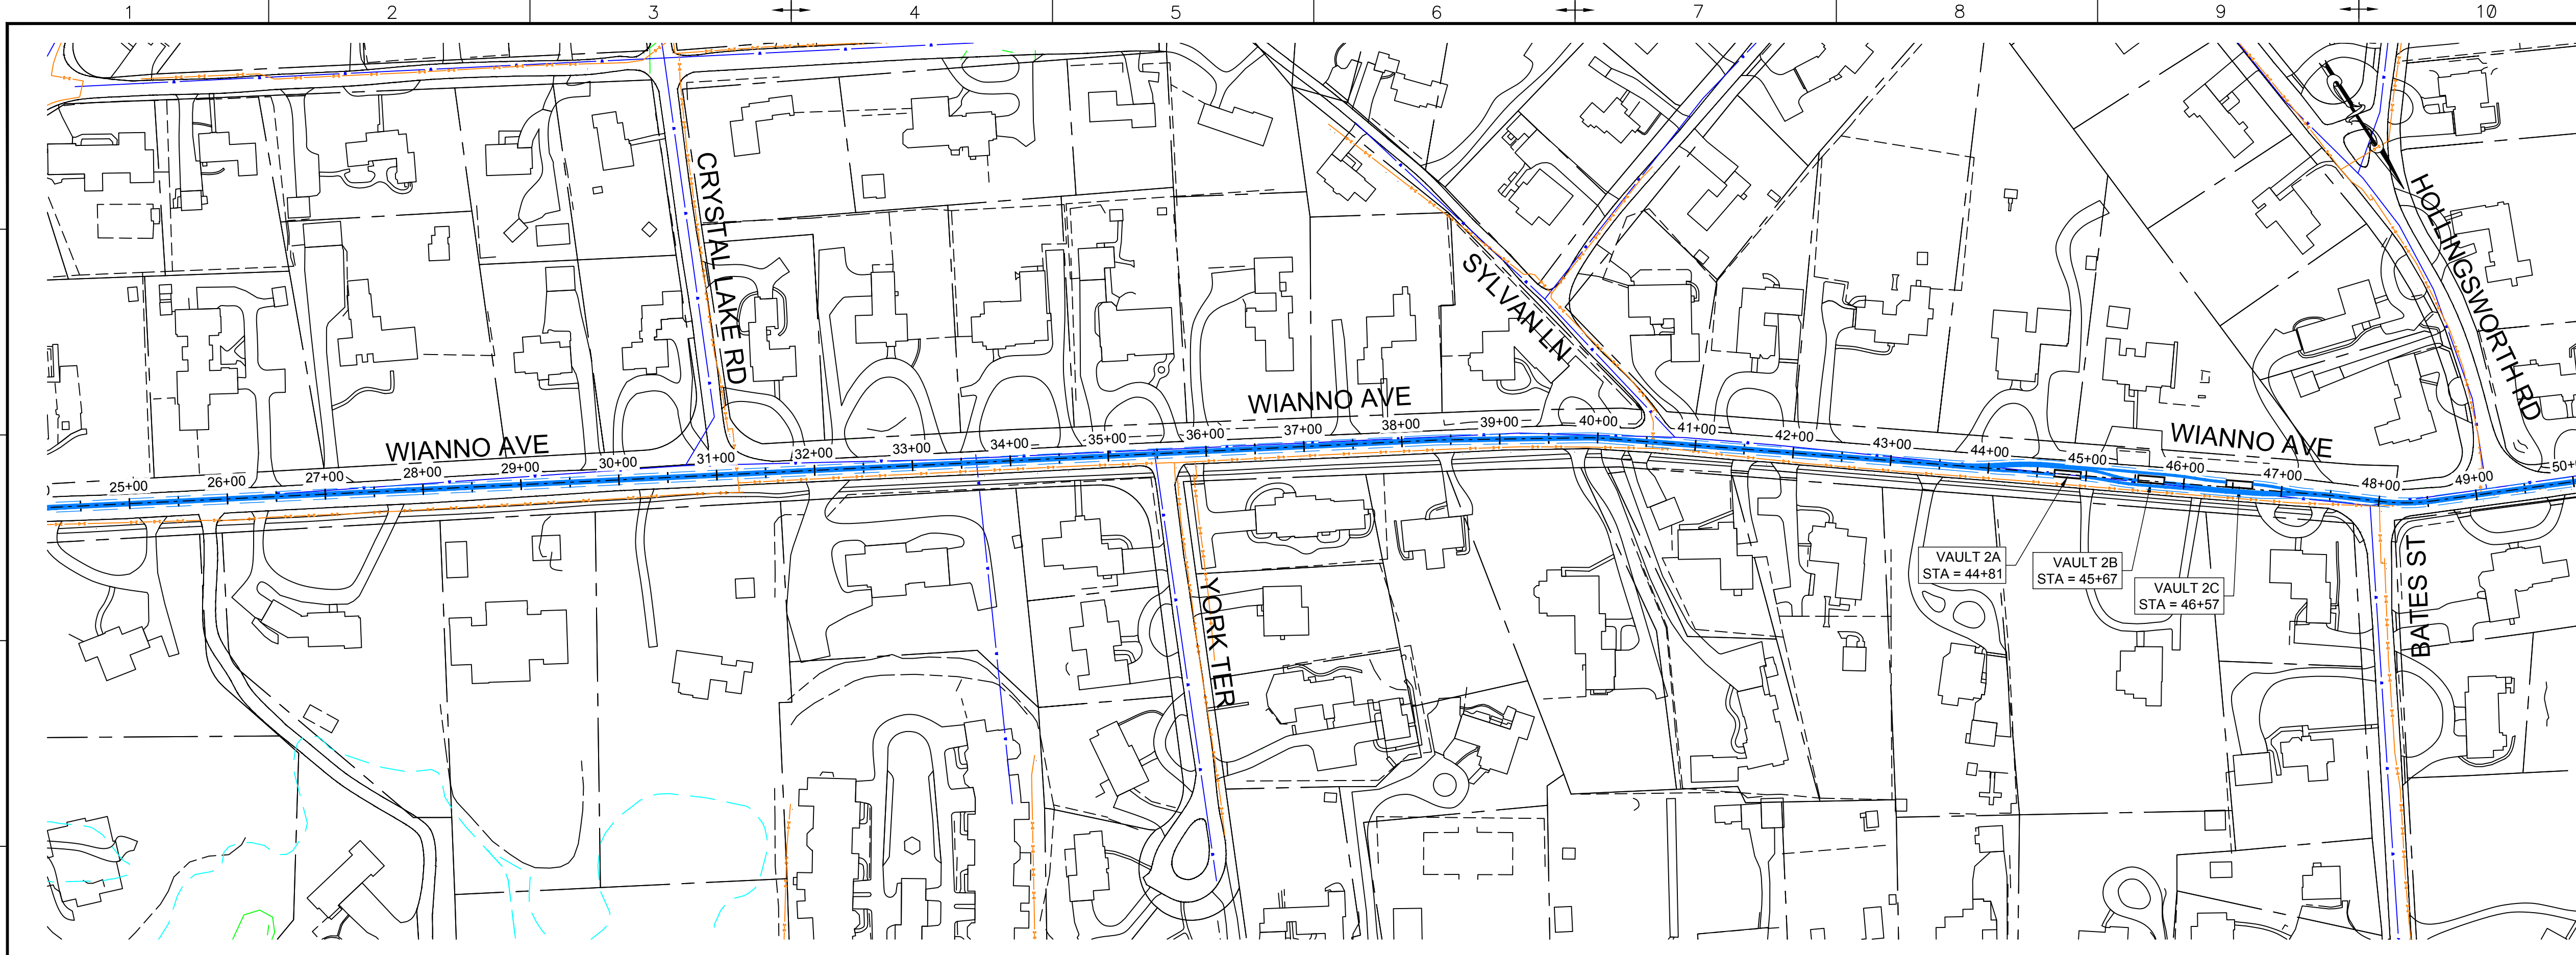 1 2 3 4 5 6 7 8 9 10
CRYSTAL LAKE RD
SYLVAN LN
HOLLINGSWORTH RD
WIANNO AVE
WIANNO AVE
WIANNO AVE
25+00 26+00 27+00 28+00 29+00 30+00 31+00 32+00 33+00 34+00 35+00 36+00 37+00 38+00 39+00 40+00 41+00 42+00 43+00 44+00 45+00 46+00 47+00 48+00 49+00
VAULT 2A
STA = 44+81
VAULT 2B
STA = 45+67
VAULT 2C
STA = 46+57
YORK TER
BATES ST